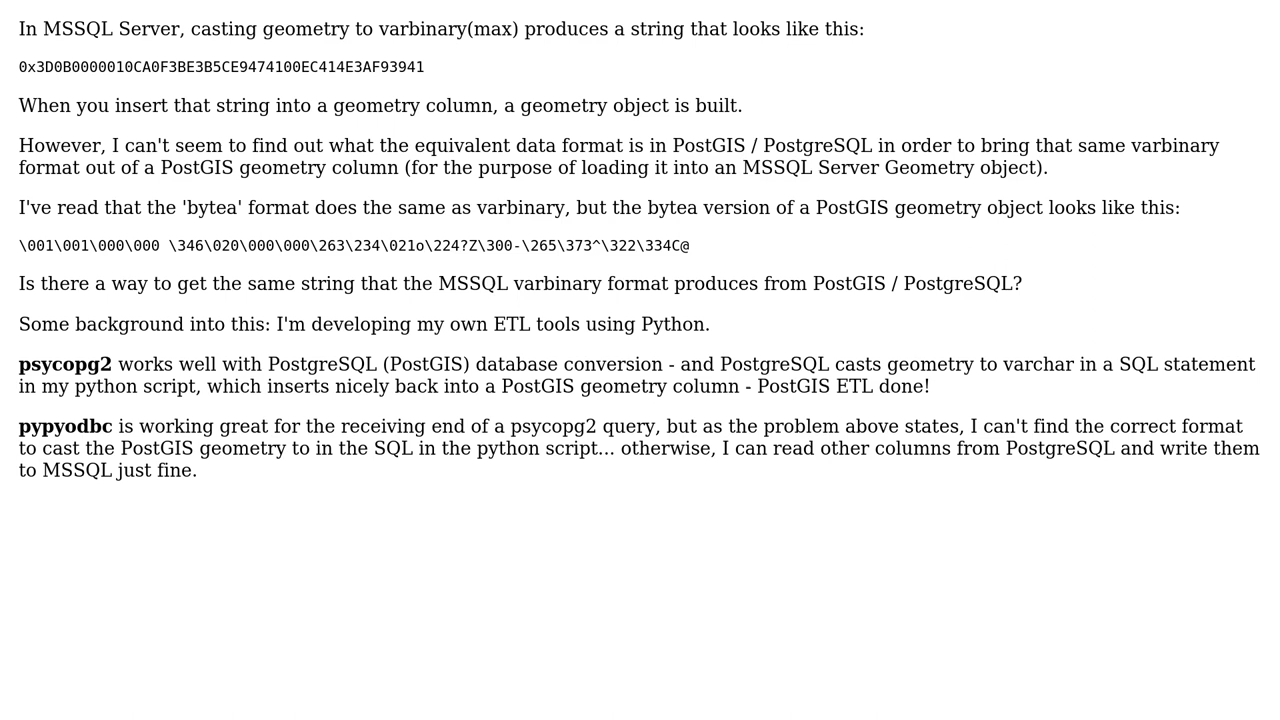 In MSSQL Server, casting geometry to varbinary(max) produces a string that looks like this:
0x3D0B0000010CA0F3BE3B5CE9474100EC414E3AF93941
When you insert that string into a geometry column, a geometry object is built.
However, I can't seem to find out what the equivalent data format is in PostGIS / PostgreSQL in order to bring that same varbinary
format out of a PostGIS geometry column (for the purpose of loading it into an MSSQL Server Geometry object).
I've read that the 'bytea' format does the same as varbinary, but the bytea version of a PostGIS geometry object looks like this:
\001\001\000\000 \346\020\000\000\263\234\021o\224?Z\300-\265\373^\322\334C@
Is there a way to get the same string that the MSSQL varbinary format produces from PostGIS / PostgreSQL?
Some background into this: I'm developing my own ETL tools using Python.
psycopg2 works well with PostgreSQL (PostGIS) database conversion - and PostgreSQL casts geometry to varchar in a SQL statement
in my python script, which inserts nicely back into a PostGIS geometry column - PostGIS ETL done!
pypyodbc is working great for the receiving end of a psycopg2 query, but as the problem above states, I can't find the correct format
to cast the PostGIS geometry to in the SQL in the python script... otherwise, I can read other columns from PostgreSQL and write them
to MSSQL just fine.